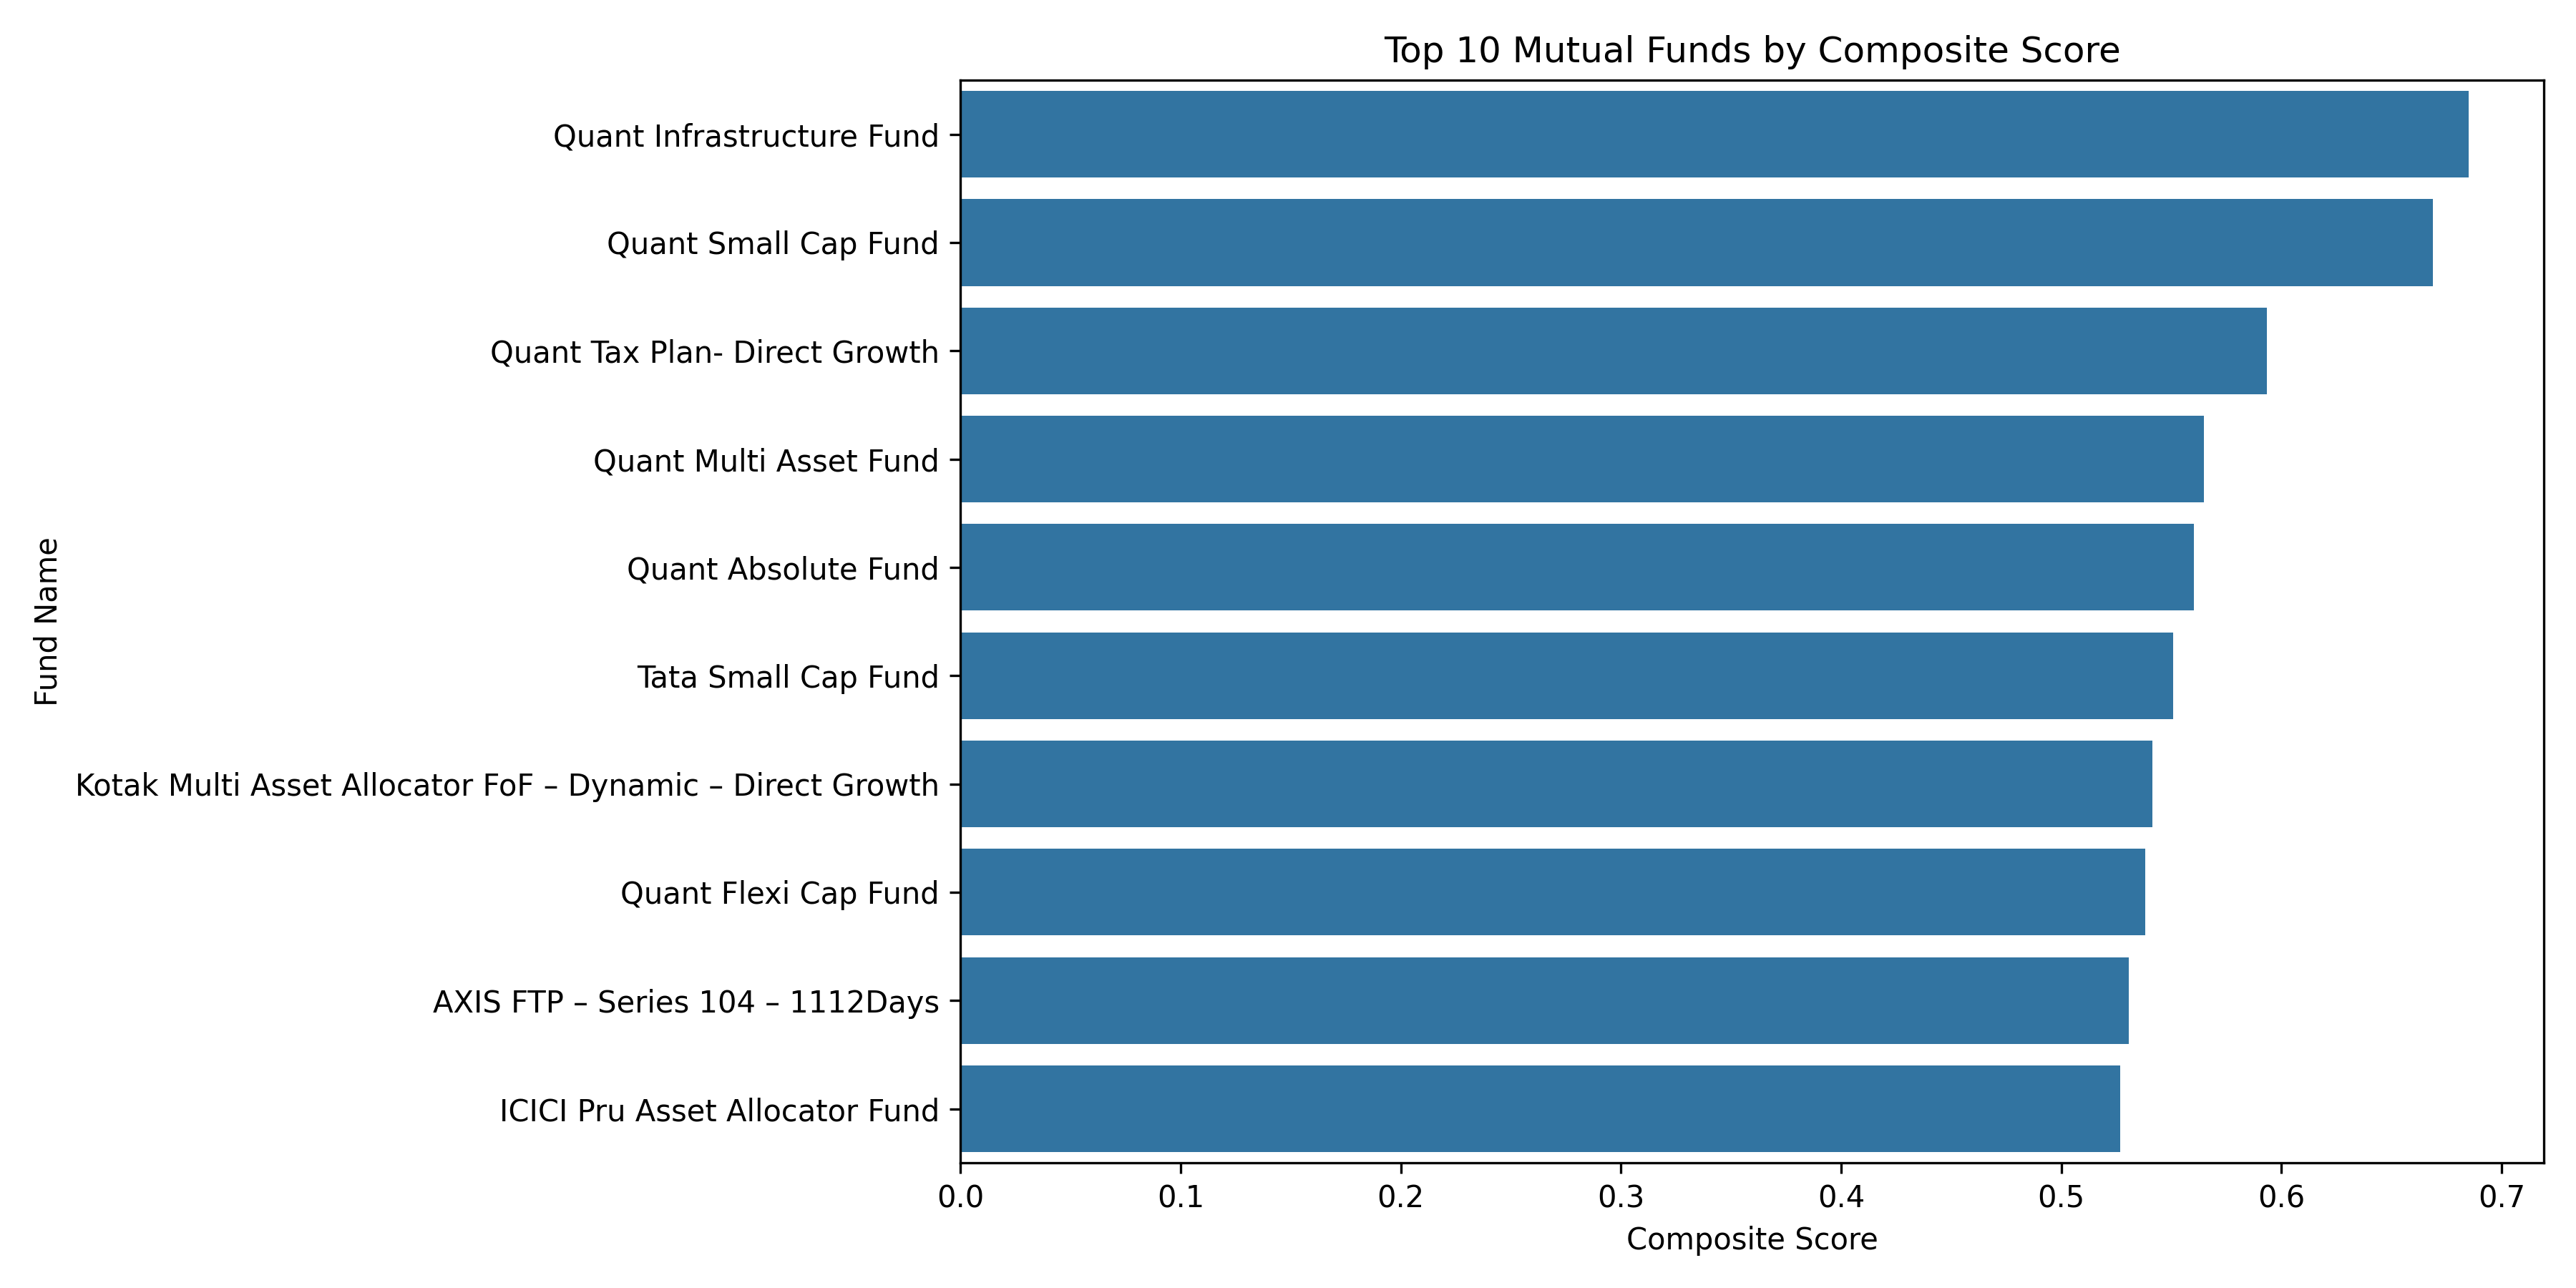 Top 10 Mutual Funds by Composite Score
Fund Name
Quant Infrastructure Fund
Quant Small Cap Fund
Quant Tax Plan- Direct Growth
Quant Multi Asset Fund
Quant Absolute Fund
Tata Small Cap Fund
Kotak Multi Asset Allocator FoF – Dynamic – Direct Growth
Quant Flexi Cap Fund
AXIS FTP – Series 104 – 1112Days
ICICI Pru Asset Allocator Fund
0.0 0.1 0.2 0.3 0.4 0.5 0.6 0.7
Composite Score